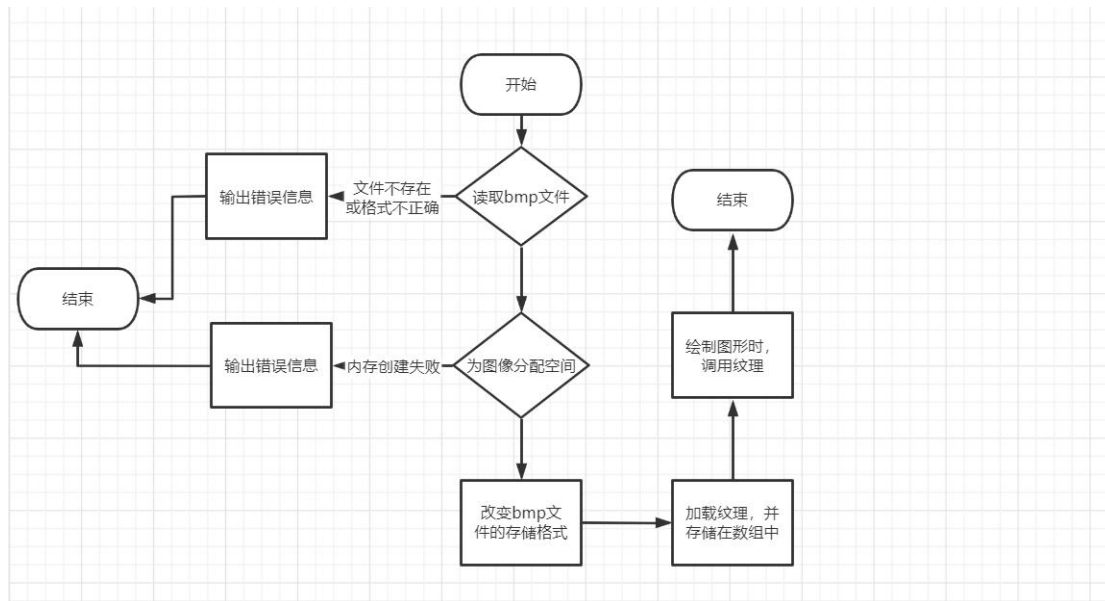 开始
读取bmp文件
文件不存在
或格式不正确
输出错误信息
结束
结束
为图像分配空间
内存创建失败
输出错误信息
绘制图形时，
调用纹理
改变bmp文
件的存储格式
加载纹理，并
存储在数组中